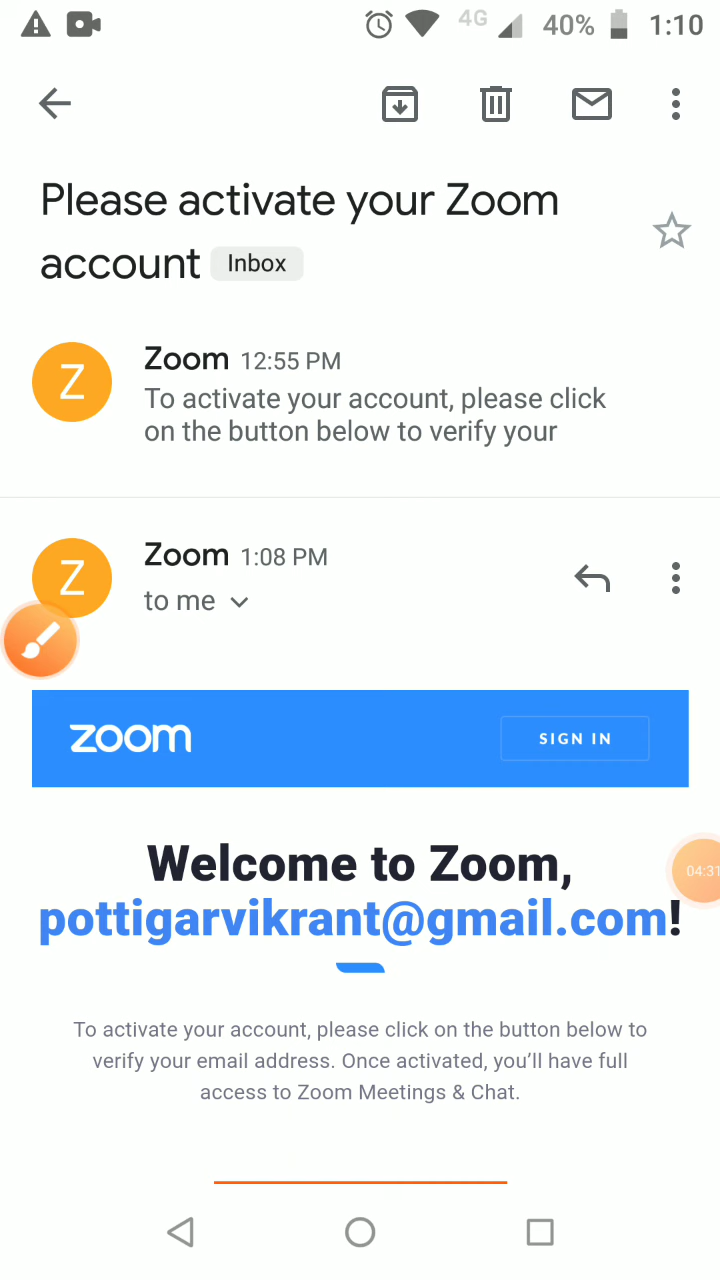 4G 40% 1:10
Please activate your Zoom
account Inbox
Z Zoom 12:55 PM
To activate your account, please click
on the button below to verify your
Z Zoom 1:08 PM
to me
zoom SIGN IN
Welcome to Zoom,
04:31
pottigarvikrant@gmail.com!
To activate your account, please click on the button below to
verify your email address. Once activated, you'll have full
access to Zoom Meetings & Chat.